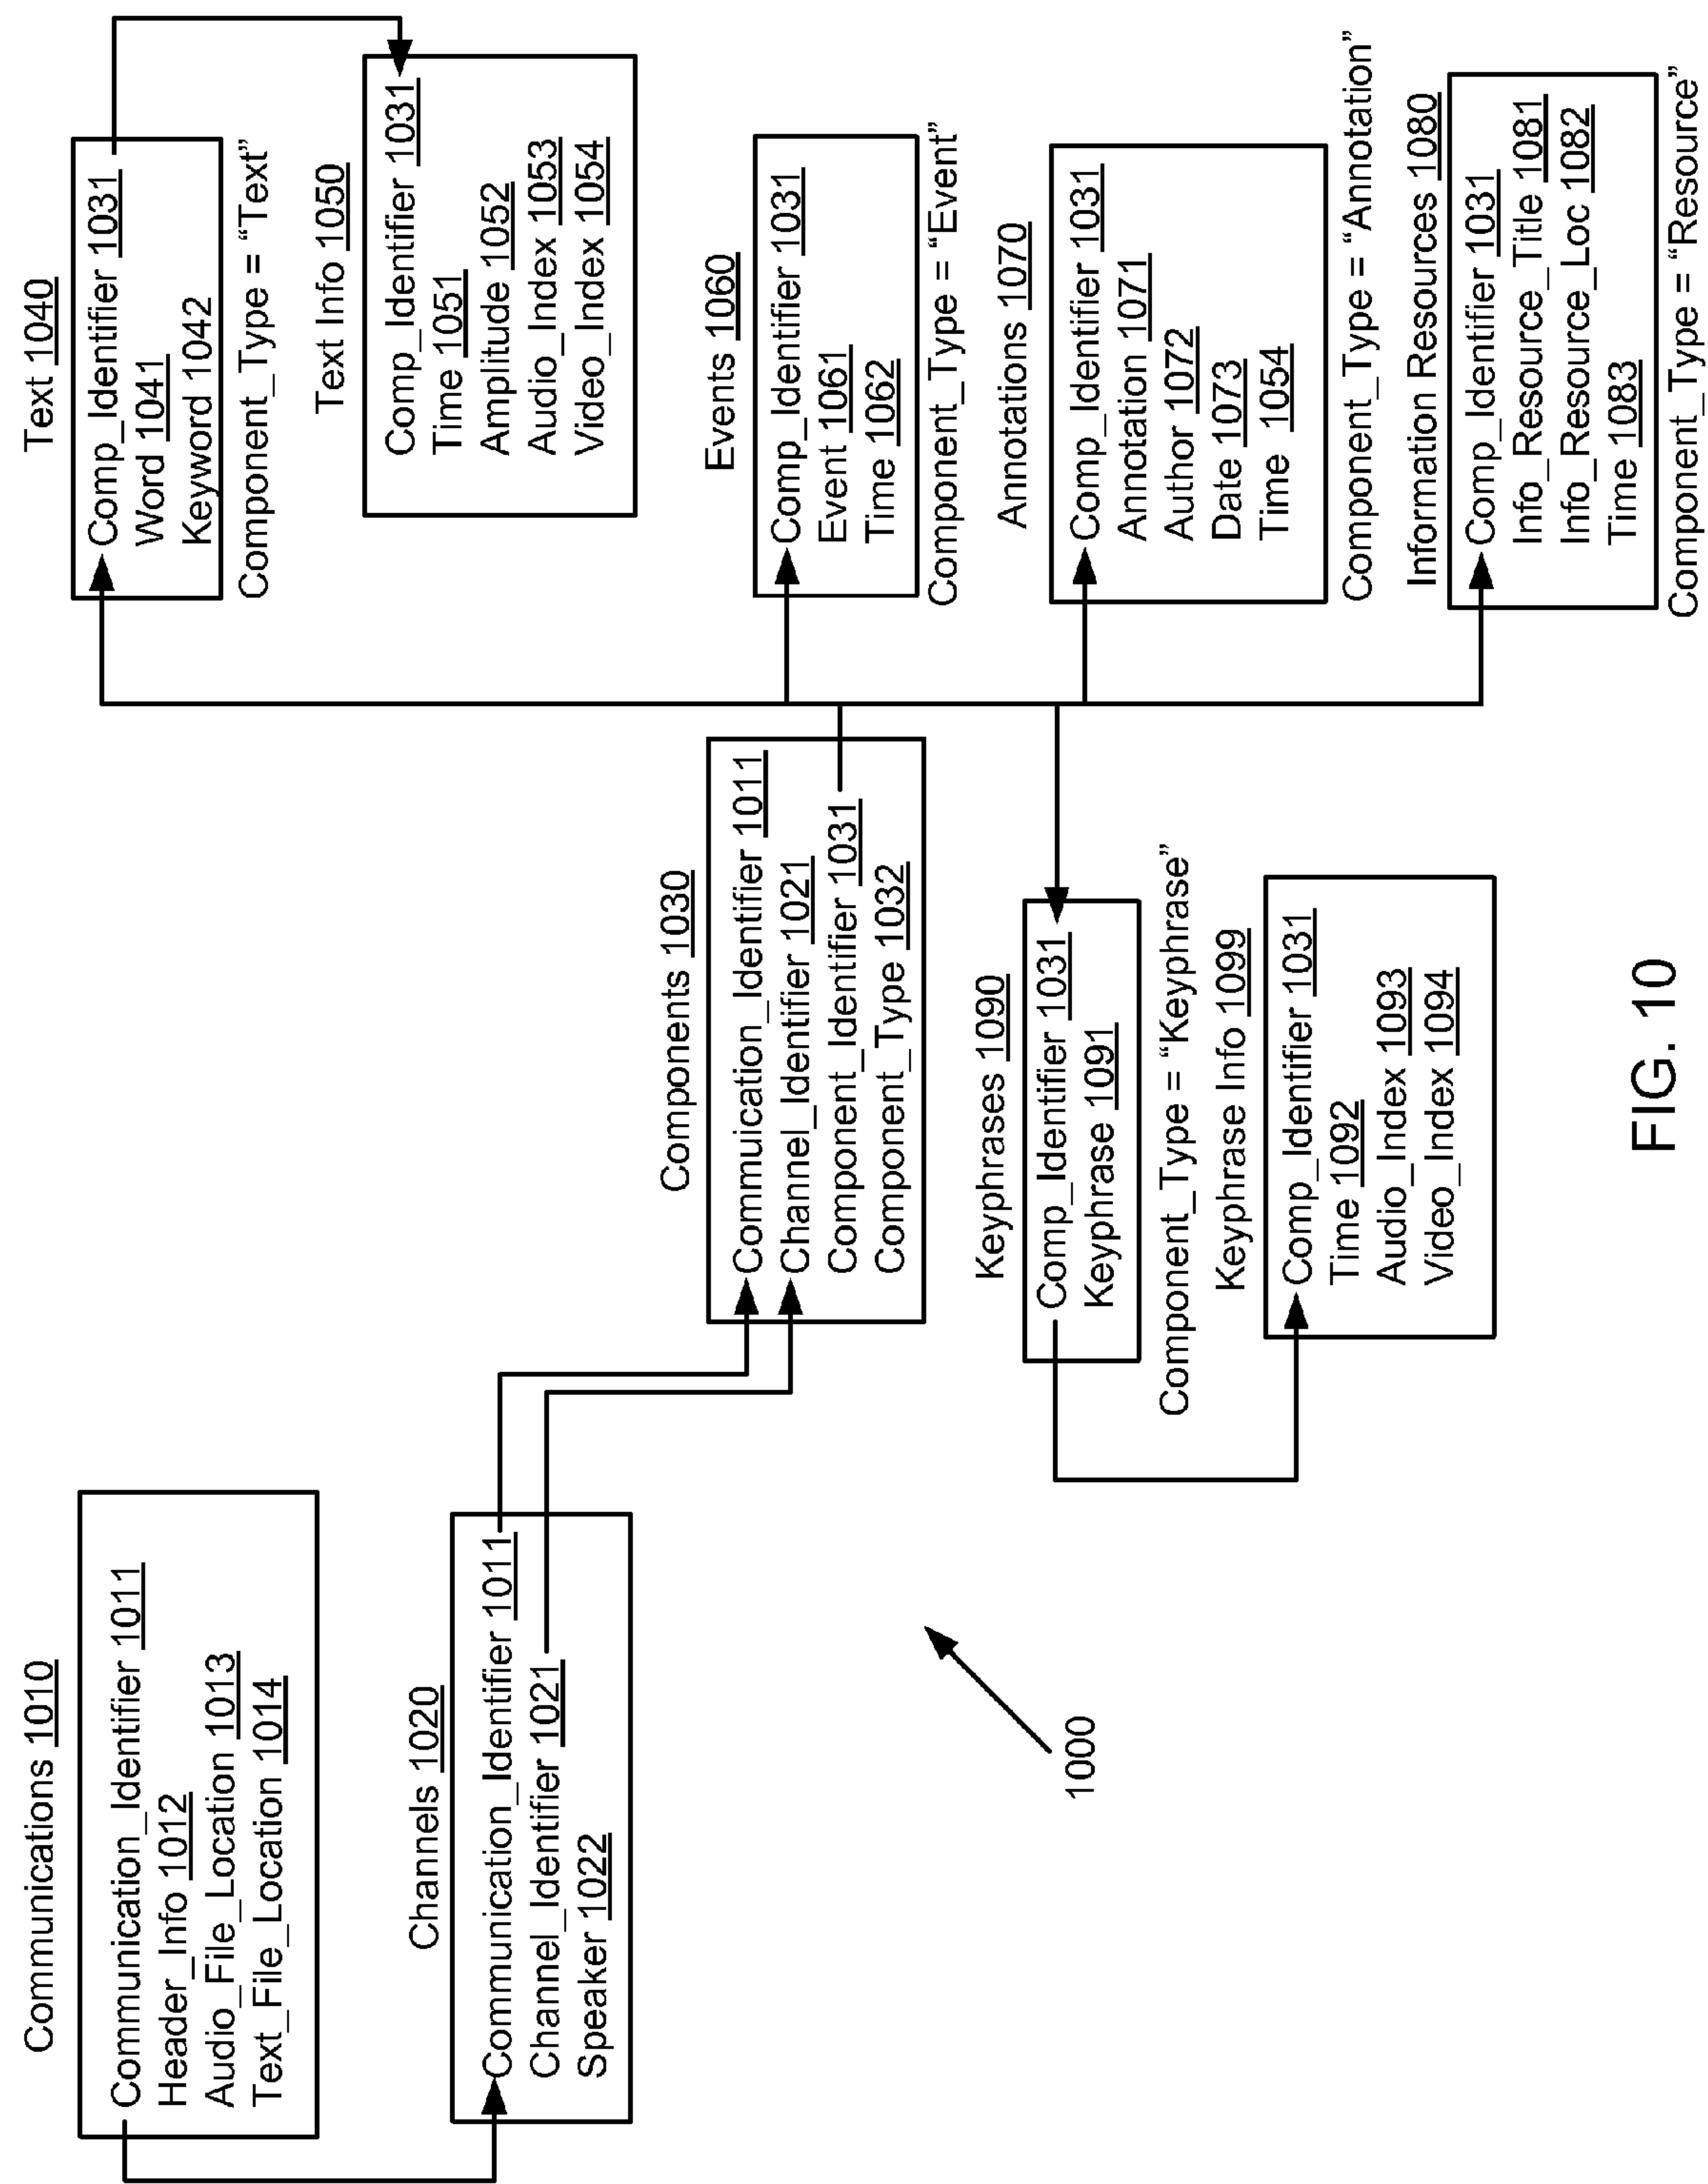 Communications 1010
Communication_Identifier 1011
Header_Info 1012
Audio_File_Location 1013
Text_File_Location 1014
Channels 1020
Communication_Identifier 1011
Channel_Identifier 1021
Speaker 1022
1000
Components 1030
Commuication_Identifier 1011
Channel_Identifier 1021
Component_Identifier 1031
Component_Type 1032
Keyphrases 1090
Comp_Identifier 1031
Keyphrase 1091
Component_Type = “Keyphrase”
Keyphrase Info 1099
Comp_Identifier 1031
Time 1092
Audio_Index 1093
Video_Index 1094
Text 1040
Comp_Identifier 1031
Word 1041
Keyword 1042
Component_Type = “Text”
Text Info 1050
Comp_Identifier 1031
Time 1051
Amplitude 1052
Audio_Index 1053
Video_Index 1054
Events 1060
Comp_Identifier 1031
Event 1061
Time 1062
Component_Type = “Event”
Annotations 1070
Comp_Identifier 1031
Annotation 1071
Author 1072
Date 1073
Time 1054
Component_Type = “Annotation”
Information Resources 1080
Comp_Identifier 1031
Info_Resource_Title 1081
Info_Resource_Loc 1082
Time 1083
Component_Type = “Resource”
FIG. 10